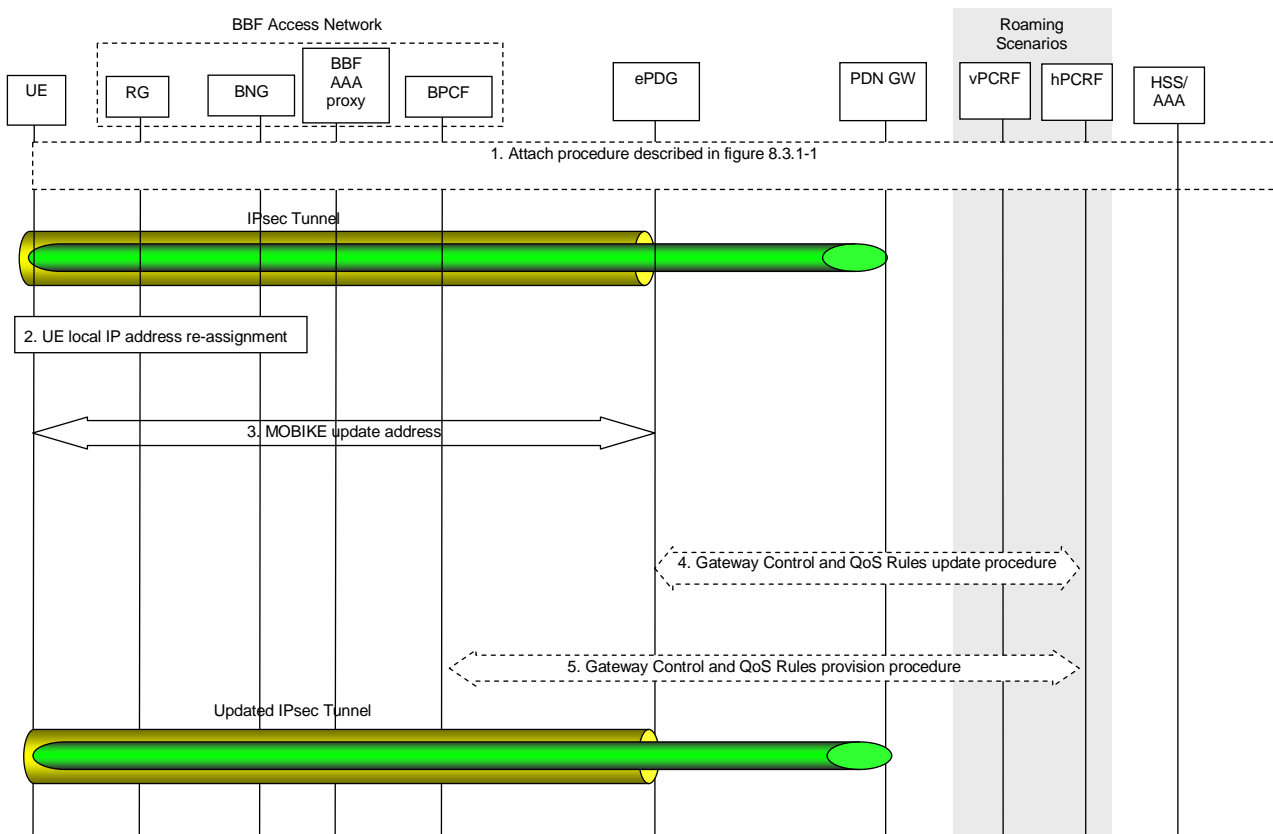 BBF Access Network
Roaming
Scenarios
UE
RG
BNG
BBF
AAA
proxy
BPCF
ePDG
PDN GW
vPCRF
hPCRF
HSS/
AAA
1. Attach procedure described in figure 8.3.1-1
IPsec Tunnel
2. UE local IP address re-assignment
3. MOBIKE update address
4. Gateway Control and QoS Rules update procedure
5. Gateway Control and QoS Rules provision procedure
Updated IPsec Tunnel